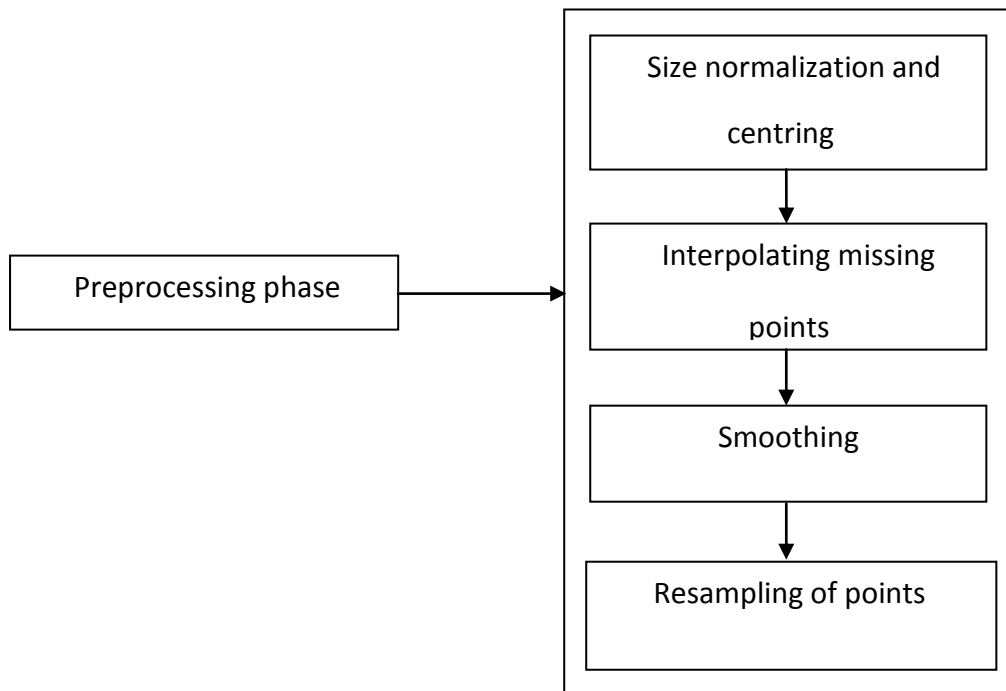 Size normalization and
centring
Interpolating missing
points
Preprocessing phase
Smoothing
Resampling of points